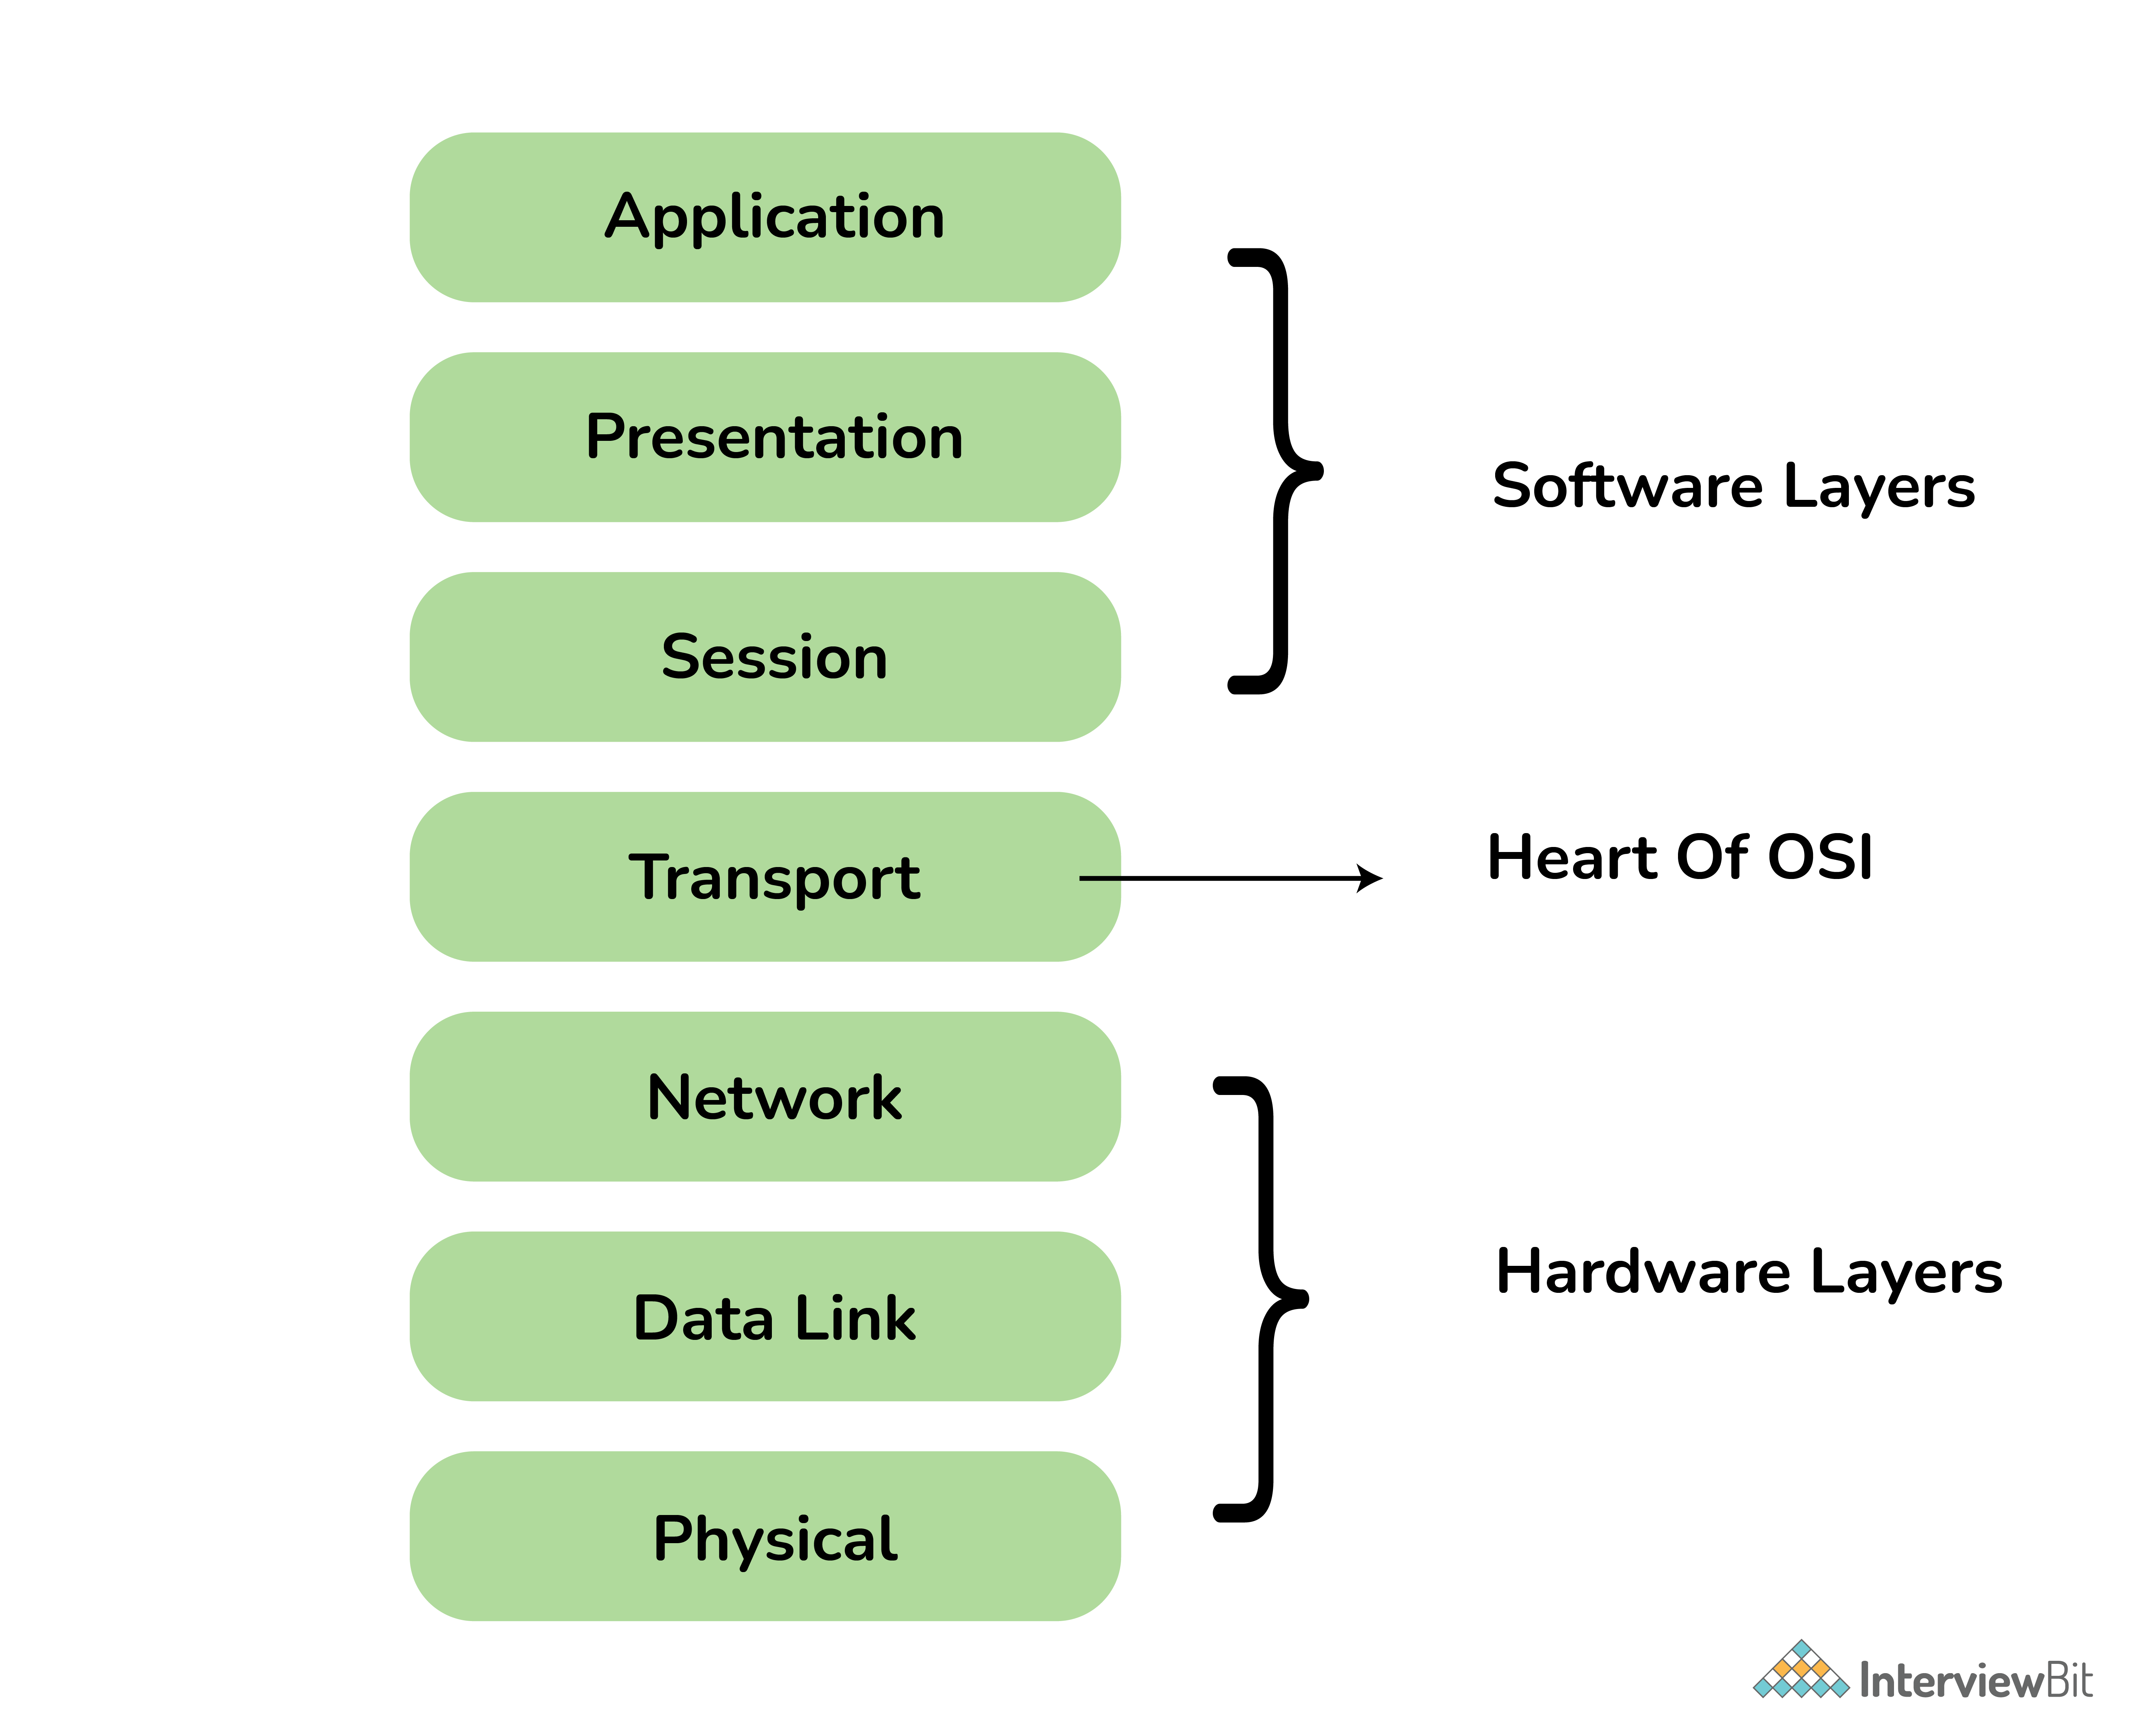 Application
Presentation
Software Layers
Session
Transport
Heart Of OSI
Network
Data Link
Hardware Layers
Physical
InterviewBit